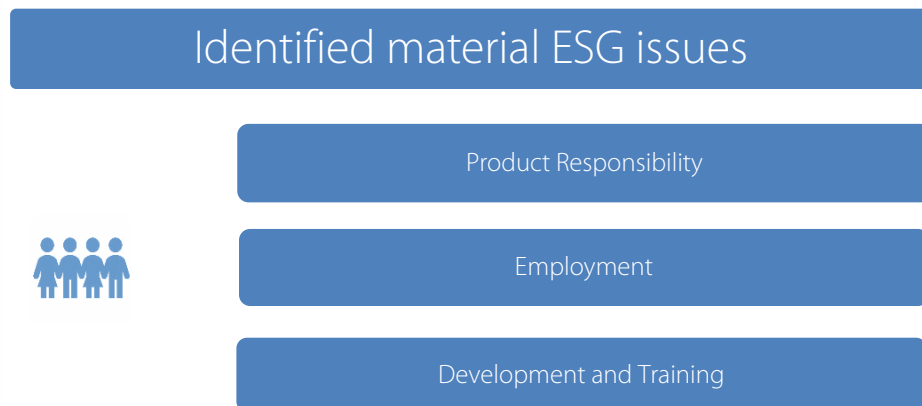 Identified material ESG issues
Product Responsibility
Employment
Development and Training